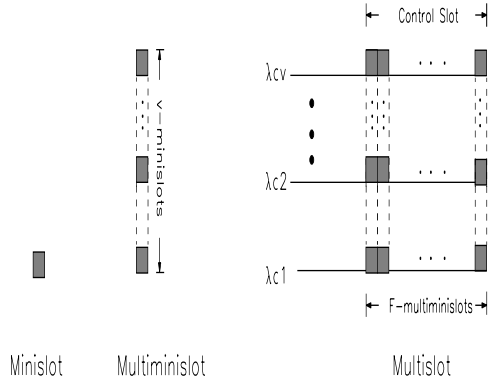 Control Slot
λcv
v-minislots
λc2
λc1
F-multiminislots
Minislot Multiminislot Multislot